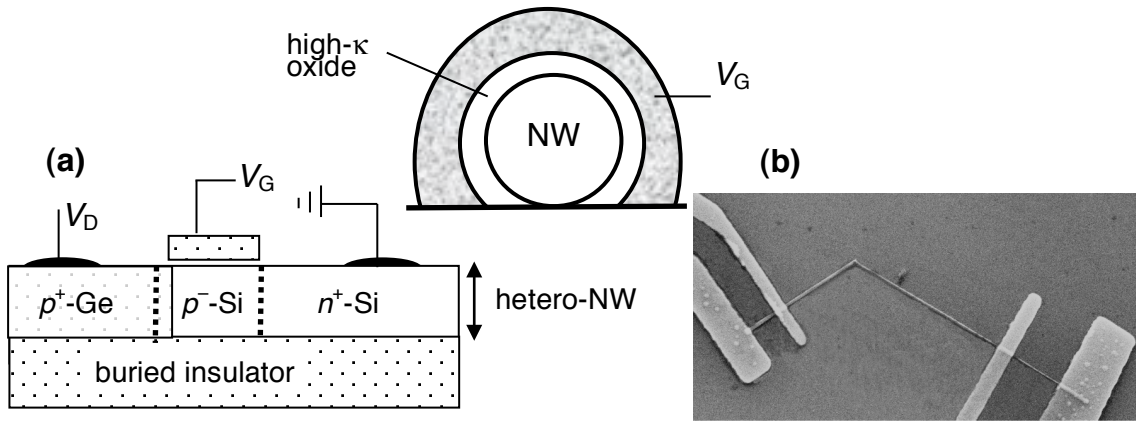 high-κ
oxide
V_G
NW
(a)
(b)
V_G
V_D
p⁺-Ge
p⁻-Si
n⁺-Si
hetero-NW
buried insulator